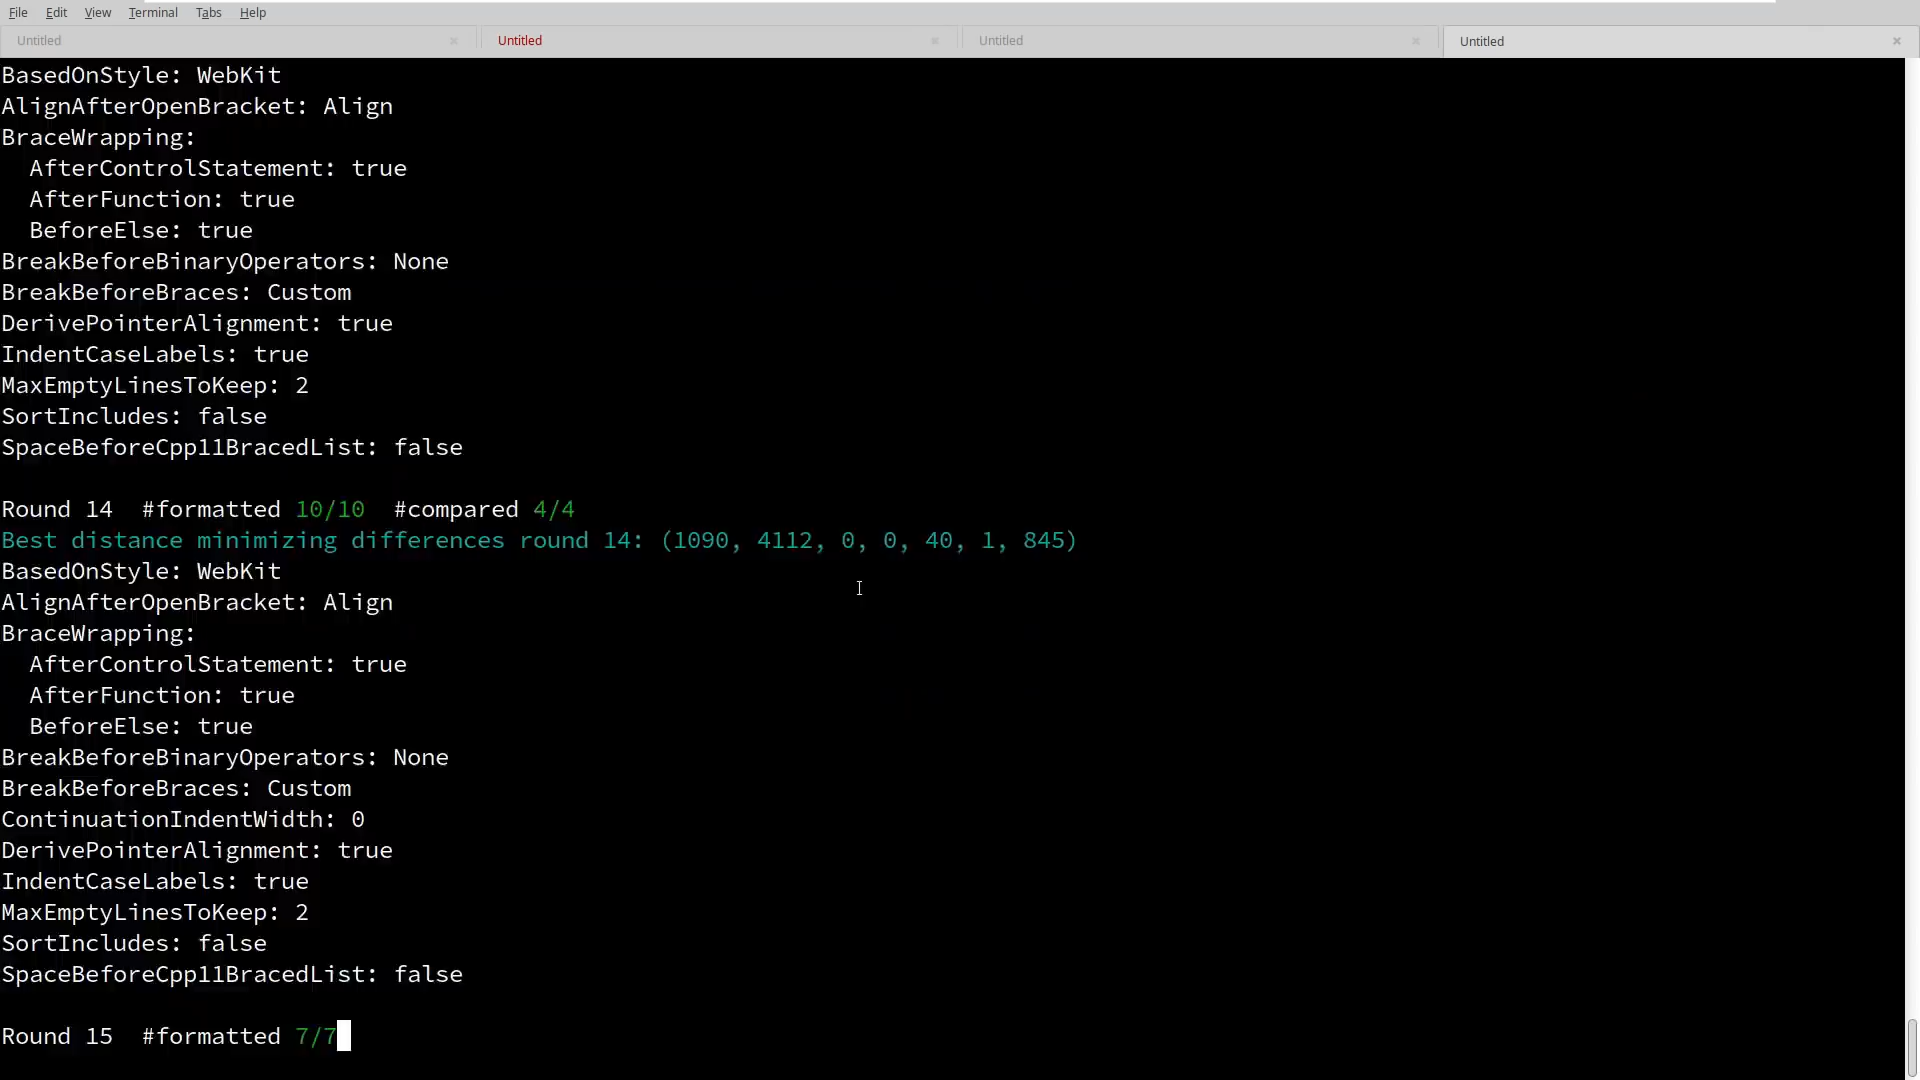 File Edit View Terminal Tabs Help
Untitled Untitled Untitled Untitled
BasedOnStyle: WebKit
AlignAfterOpenBracket: Align
BraceWrapping:
  AfterControlStatement: true
  AfterFunction: true
  BeforeElse: true
BreakBeforeBinaryOperators: None
BreakBeforeBraces: Custom
DerivePointerAlignment: true
IndentCaseLabels: true
MaxEmptyLinesToKeep: 2
SortIncludes: false
SpaceBeforeCpp11BracedList: false

Round 14  #formatted 10/10  #compared 4/4
Best distance minimizing differences round 14: (1090, 4112, 0, 0, 40, 1, 845)
BasedOnStyle: WebKit
AlignAfterOpenBracket: Align
BraceWrapping:
  AfterControlStatement: true
  AfterFunction: true
  BeforeElse: true
BreakBeforeBinaryOperators: None
BreakBeforeBraces: Custom
ContinuationIndentWidth: 0
DerivePointerAlignment: true
IndentCaseLabels: true
MaxEmptyLinesToKeep: 2
SortIncludes: false
SpaceBeforeCpp11BracedList: false

Round 15  #formatted 7/7